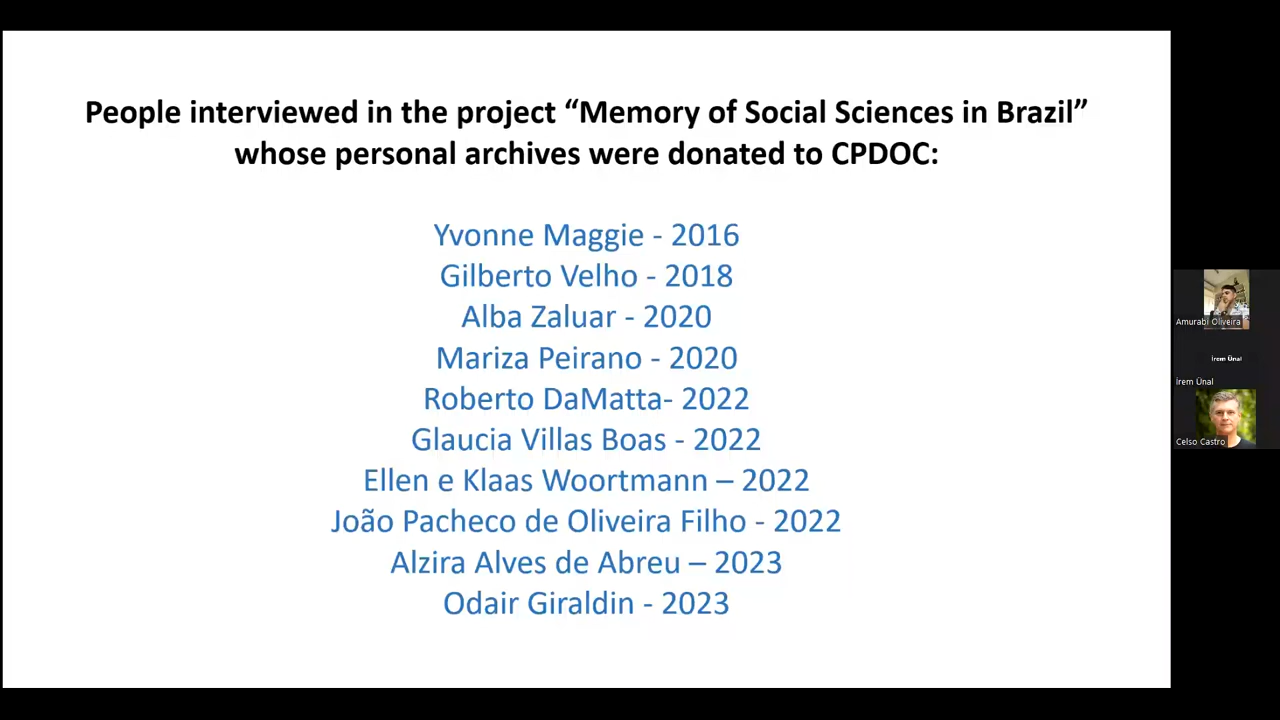 People interviewed in the project “Memory of Social Sciences in Brazil”
whose personal archives were donated to CPDOC:
Yvonne Maggie - 2016
Gilberto Velho - 2018
Alba Zaluar - 2020
Mariza Peirano - 2020
Roberto DaMatta- 2022
Glaucia Villas Boas - 2022
Ellen e Klaas Woortmann – 2022
João Pacheco de Oliveira Filho - 2022
Alzira Alves de Abreu – 2023
Odair Giraldin - 2023
Amurabi Oliveira
İrem Ünal
İrem Ünal
Celso Castro